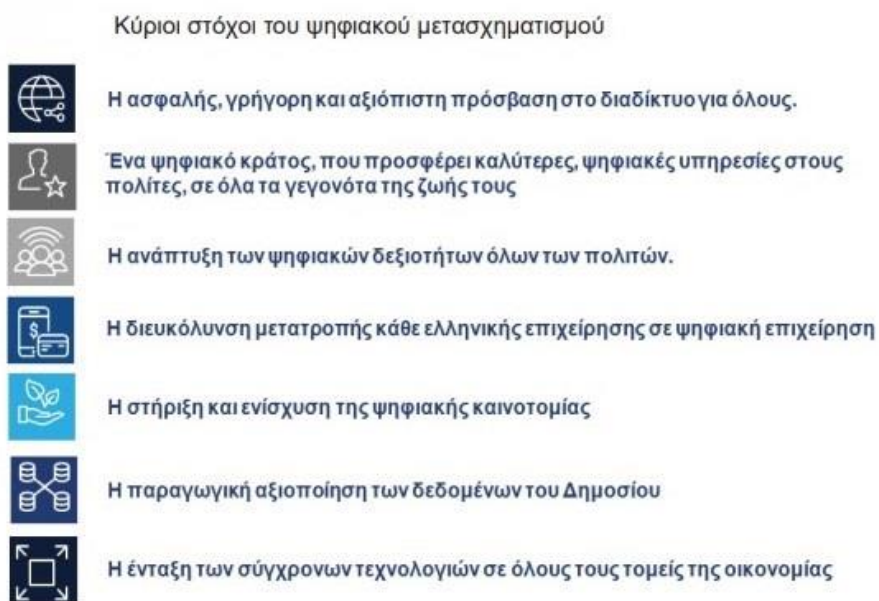 Κύριοι στόχοι του ψηφιακού μετασχηματισμού
Η ασφαλής, γρήγορη και αξιόπιστη πρόσβαση στο διαδίκτυο για όλους.
Ένα ψηφιακό κράτος, που προσφέρει καλύτερες, ψηφιακές υπηρεσίες στους
πολίτες, σε όλα τα γεγονότα της ζωής τους
Η ανάπτυξη των ψηφιακών δεξιοτήτων όλων των πολιτών.
$
Η διευκόλυνση μετατροπής κάθε ελληνικής επιχείρησης σε ψηφιακή επιχείρηση
Η στήριξη και ενίσχυση της ψηφιακής καινοτομίας
Η παραγωγική αξιοποίηση των δεδομένων του Δημοσίου
Η ένταξη των σύγχρονων τεχνολογιών σε όλους τους τομείς της οικονομίας